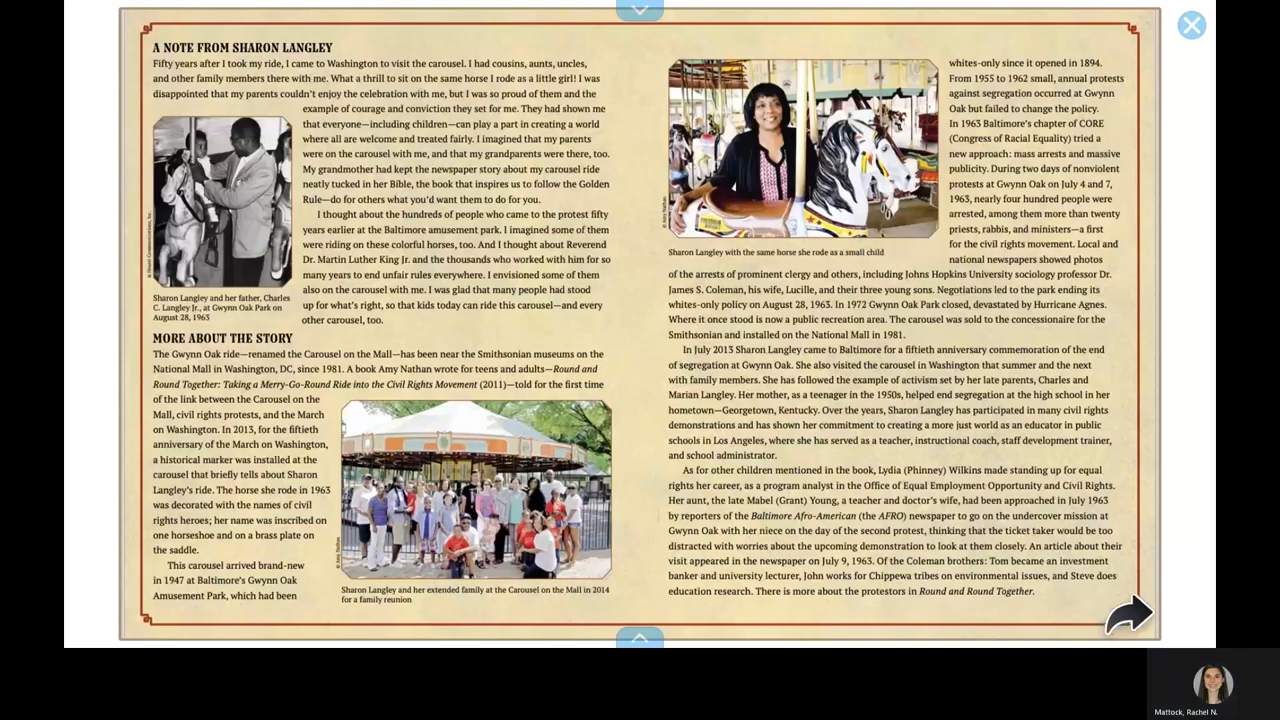 A NOTE FROM SHARON LANGLEY
Fifty years after I took my ride, I came to Washington to visit the carousel. I had cousins, aunts, uncles,
and other family members there with me. What a thrill to sit on the same horse I rode as a little girl! I was
disappointed that my parents couldn't enjoy the celebration with me, but I was so proud of them and the
example of courage and conviction they set for me. They had shown me
that everyone—including children—can play a part in creating a world
where all are welcome and treated fairly. I imagined that my parents
were on the carousel with me, and that my grandparents were there, too.
My grandmother had kept the newspaper story about my carousel ride
neatly tucked in her Bible, the book that inspires us to follow the Golden
Rule—do for others what you'd want them to do for you.
I thought about the hundreds of people who came to the protest fifty
years earlier at the Baltimore amusement park. I imagined some of them
were riding on these colorful horses, too. And I thought about Reverend
Dr. Martin Luther King Jr. and the thousands who worked with him for so
many years to end unfair rules everywhere. I envisioned some of them
also on the carousel with me. I was glad that many people had stood
up for what's right, so that kids today can ride this carousel—and every
other carousel, too.
Sharon Langley and her father, Charles
C. Langley Jr., at Gwynn Oak Park on
August 28, 1963
MORE ABOUT THE STORY
The Gwynn Oak ride—renamed the Carousel on the Mall—has been near the Smithsonian museums on the
National Mall in Washington, DC, since 1981. A book Amy Nathan wrote for teens and adults—Round and
Round Together: Taking a Merry-Go-Round Ride into the Civil Rights Movement (2011)—told for the first time
of the link between the Carousel on the
Mall, civil rights protests, and the March
on Washington. In 2013, for the fiftieth
anniversary of the March on Washington,
a historical marker was installed at the
carousel that briefly tells about Sharon
Langley's ride. The horse she rode in 1963
was decorated with the names of civil
rights heroes; her name was inscribed on
one horseshoe and on a brass plate on
the saddle.
This carousel arrived brand-new
in 1947 at Baltimore's Gwynn Oak
Amusement Park, which had been
© Amy Nathan
Sharon Langley and her extended family at the Carousel on the Mall in 2014
for a family reunion
© Amy Nathan
Sharon Langley with the same horse she rode as a small child
whites-only since it opened in 1894.
From 1955 to 1962 small, annual protests
against segregation occurred at Gwynn
Oak but failed to change the policy.
In 1963 Baltimore's chapter of CORE
(Congress of Racial Equality) tried a
new approach: mass arrests and massive
publicity. During two days of nonviolent
protests at Gwynn Oak on July 4 and 7,
1963, nearly four hundred people were
arrested, among them more than twenty
priests, rabbis, and ministers—a first
for the civil rights movement. Local and
national newspapers showed photos
of the arrests of prominent clergy and others, including Johns Hopkins University sociology professor Dr.
James S. Coleman, his wife, Lucille, and their three young sons. Negotiations led to the park ending its
whites-only policy on August 28, 1963. In 1972 Gwynn Oak Park closed, devastated by Hurricane Agnes.
Where it once stood is now a public recreation area. The carousel was sold to the concessionaire for the
Smithsonian and installed on the National Mall in 1981.
In July 2013 Sharon Langley came to Baltimore for a fiftieth anniversary commemoration of the end
of segregation at Gwynn Oak. She also visited the carousel in Washington that summer and the next
with family members. She has followed the example of activism set by her late parents, Charles and
Marian Langley. Her mother, as a teenager in the 1950s, helped end segregation at the high school in her
hometown—Georgetown, Kentucky. Over the years, Sharon Langley has participated in many civil rights
demonstrations and has shown her commitment to creating a more just world as an educator in public
schools in Los Angeles, where she has served as a teacher, instructional coach, staff development trainer,
and school administrator.
As for other children mentioned in the book, Lydia (Phinney) Wilkins made standing up for equal
rights her career, as a program analyst in the Office of Equal Employment Opportunity and Civil Rights.
Her aunt, the late Mabel (Grant) Young, a teacher and doctor's wife, had been approached in July 1963
by reporters of the Baltimore Afro-American (the AFRO) newspaper to go on the undercover mission at
Gwynn Oak with her niece on the day of the second protest, thinking that the ticket taker would be too
distracted with worries about the upcoming demonstration to look at them closely. An article about their
visit appeared in the newspaper on July 9, 1963. Of the Coleman brothers: Tom became an investment
banker and university lecturer, John works for Chippewa tribes on environmental issues, and Steve does
education research. There is more about the protestors in Round and Round Together.
Mattock, Rachel N.